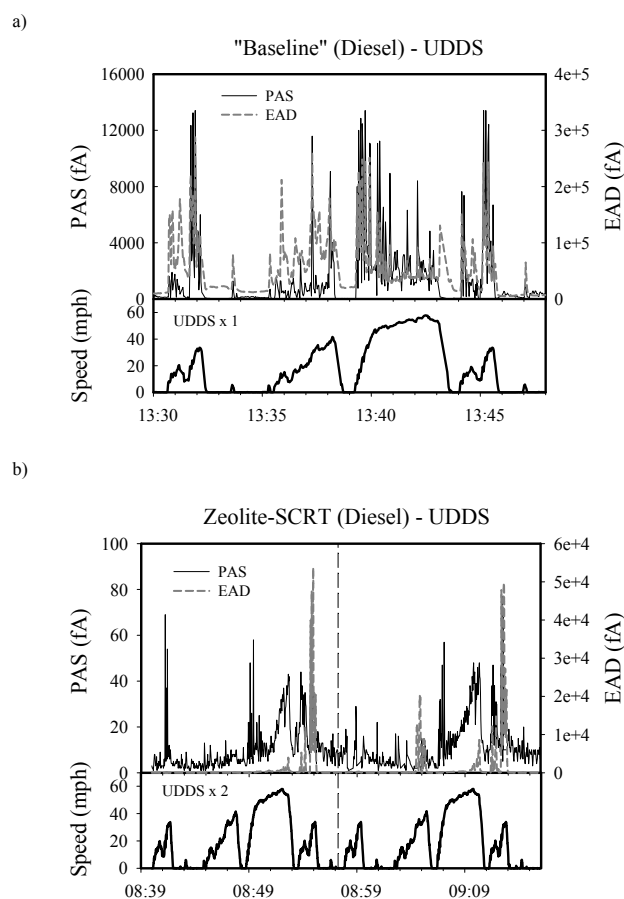 a)
"Baseline" (Diesel) - UDDS
16000
12000
8000
4000
0
PAS (fA)
PAS
EAD
4e+5
3e+5
2e+5
1e+5
0
EAD (fA)
60
40
20
0
Speed (mph)
UDDS x 1
13:30 13:35 13:40 13:45
b)
Zeolite-SCRT (Diesel) - UDDS
100
80
60
40
20
0
PAS (fA)
PAS
EAD
6e+4
5e+4
4e+4
3e+4
2e+4
1e+4
0
EAD (fA)
60
40
20
0
Speed (mph)
UDDS x 2
08:39 08:49 08:59 09:09